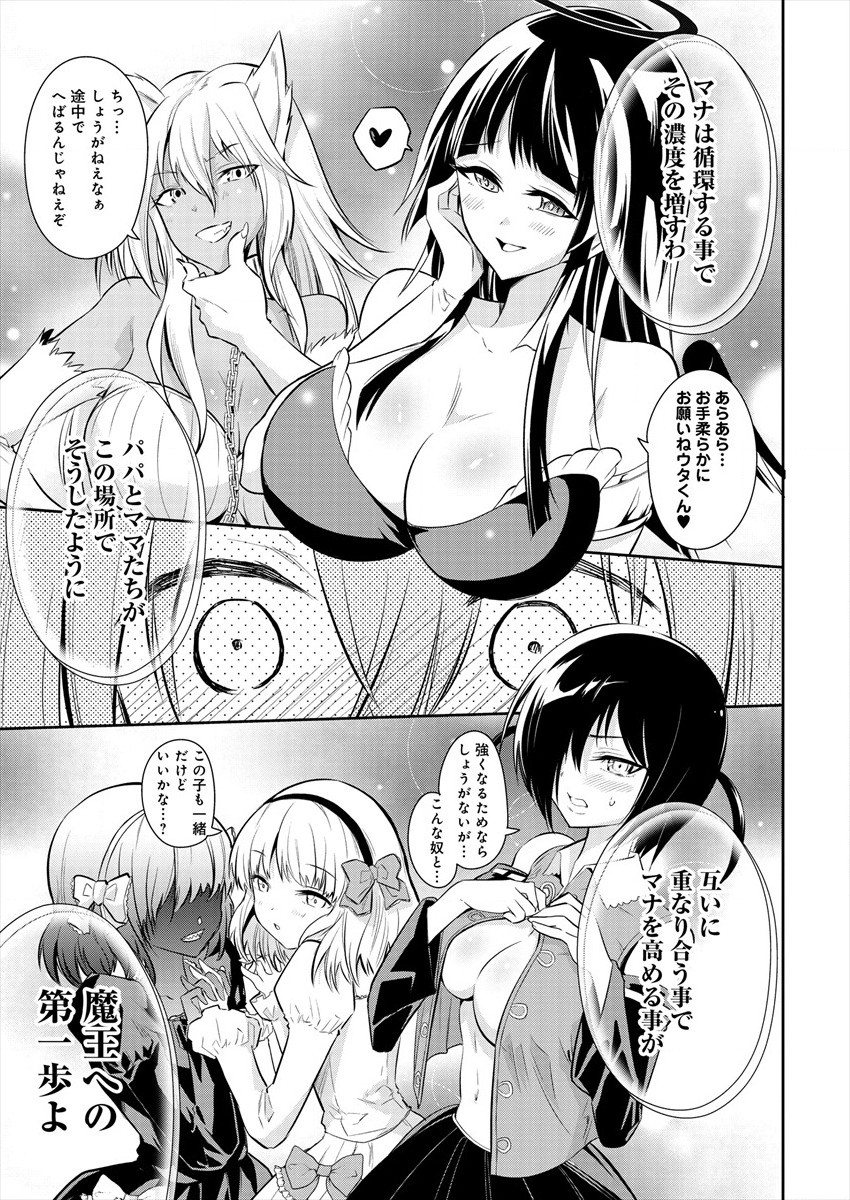 マナは循環する事で
その濃度を増すわ
あらあら…
お手柔らかに
お願いねウタくん♥
ちっ…
しょうがねえなぁ
途中で
へばるんじゃねえぞ
パパとママたちが
この場所で
そうしたように
互いに
重なり合う事で
マナを高める事が
強くなるためなら
しょうがないが…
こんな奴と…
この子も一緒
だけど
いいかな…?
魔王への
第一歩よ